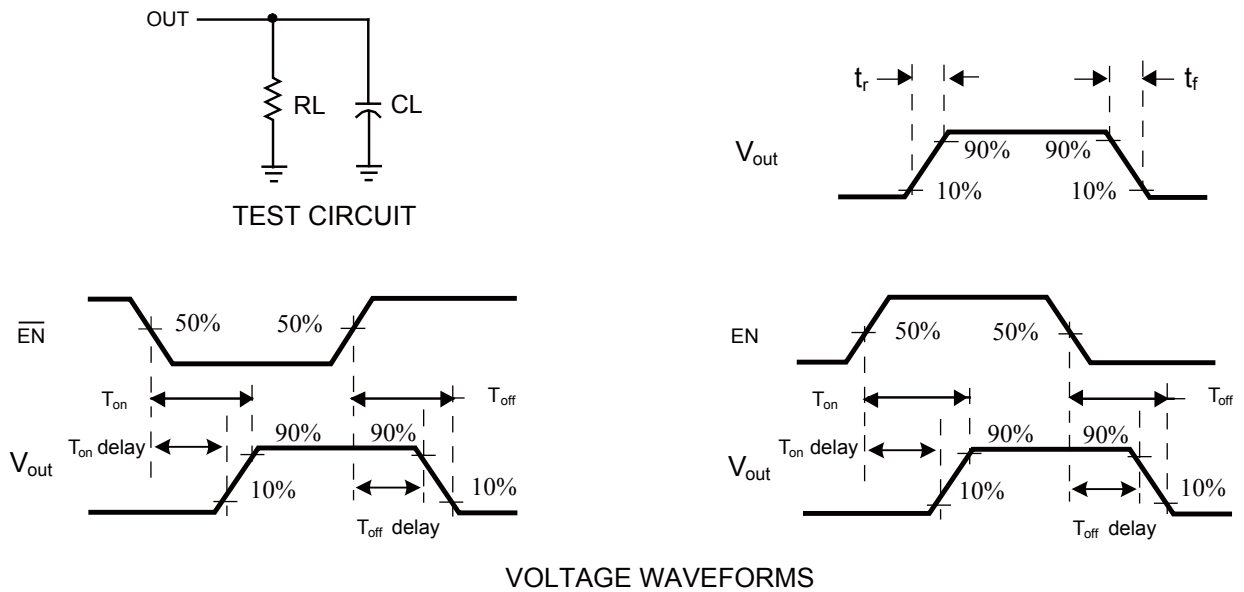 OUT
RL
CL
TEST CIRCUIT
tr
tf
Vout
90%
90%
10%
10%
EN
50%
50%
Ton
Toff
Ton delay
Vout
90%
90%
10%
10%
Toff delay
EN
50%
50%
Ton
Toff
Ton delay
Vout
90%
90%
10%
10%
Toff delay
VOLTAGE WAVEFORMS